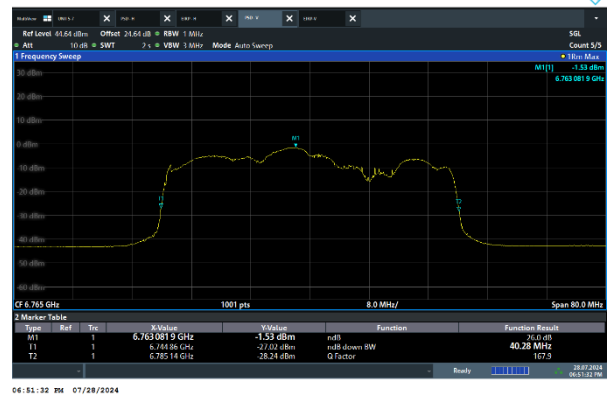 MultiView UNII 5-7 X PSD -H X EIRP -H X PSD -V X EIRP-V X
Ref Level 44.64 dBm Offset 24.64 dB RBW 1 MHz SGL
Att 10 dB SWT 2 s VBW 3 MHz Mode Auto Sweep Count 5/5
1 Frequency Sweep 1Rm Max
M1[1] -1.53 dBm
6.763 081 9 GHz
30 dBm
20 dBm
10 dBm
M1
0 dBm
-10 dBm
-20 dBm
-30 dBm
-40 dBm
-50 dBm
-60 dBm
CF 6.765 GHz 1001 pts 8.0 MHz/ Span 80.0 MHz
2 Marker Table
Type Ref Trc X-Value Y-Value Function Function Result
M1 1 6.763 081 9 GHz -1.53 dBm ndB 26.0 dB
T1 1 6.744 86 GHz -27.02 dBm ndB down BW 40.28 MHz
T2 1 6.785 14 GHz -28.24 dBm Q Factor 167.9
Ready 28.07.2024
06:51:32 PM
06:51:32 PM 07/28/2024